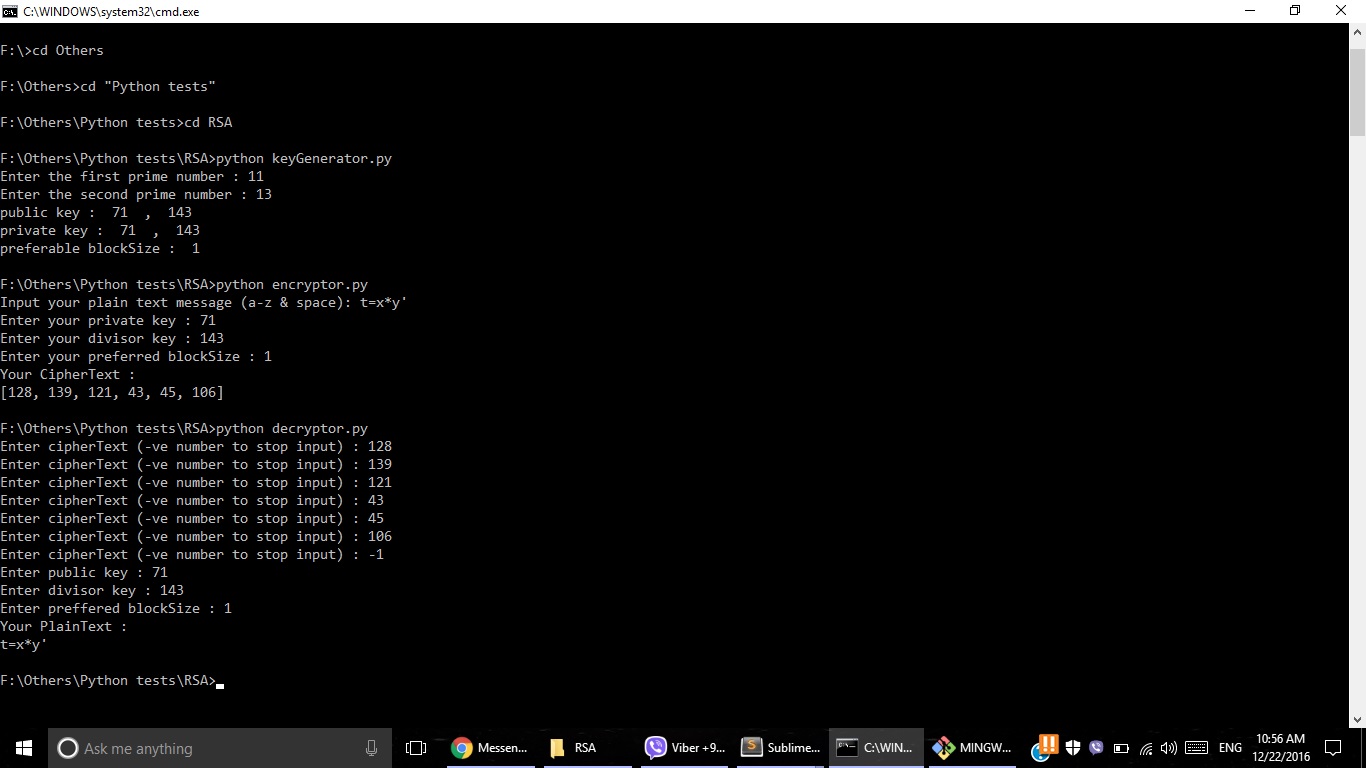 C:\WINDOWS\system32\cmd.exe
F:\>cd Others
F:\Others>cd "Python tests"
F:\Others\Python tests>cd RSA
F:\Others\Python tests\RSA>python keyGenerator.py
Enter the first prime number : 11
Enter the second prime number : 13
public key :  71  ,  143
private key :  71  ,  143
preferable blockSize :  1
F:\Others\Python tests\RSA>python encryptor.py
Input your plain text message (a-z & space): t=x*y'
Enter your private key : 71
Enter your divisor key : 143
Enter your preferred blockSize : 1
Your CipherText :
[128, 139, 121, 43, 45, 106]
F:\Others\Python tests\RSA>python decryptor.py
Enter cipherText (-ve number to stop input) : 128
Enter cipherText (-ve number to stop input) : 139
Enter cipherText (-ve number to stop input) : 121
Enter cipherText (-ve number to stop input) : 43
Enter cipherText (-ve number to stop input) : 45
Enter cipherText (-ve number to stop input) : 106
Enter cipherText (-ve number to stop input) : -1
Enter public key : 71
Enter divisor key : 143
Enter preffered blockSize : 1
Your PlainText :
t=x*y'
F:\Others\Python tests\RSA>
Ask me anything Messen... RSA Viber +9... Sublime... C:\WIN... MINGW... ENG 10:56 AM
12/22/2016